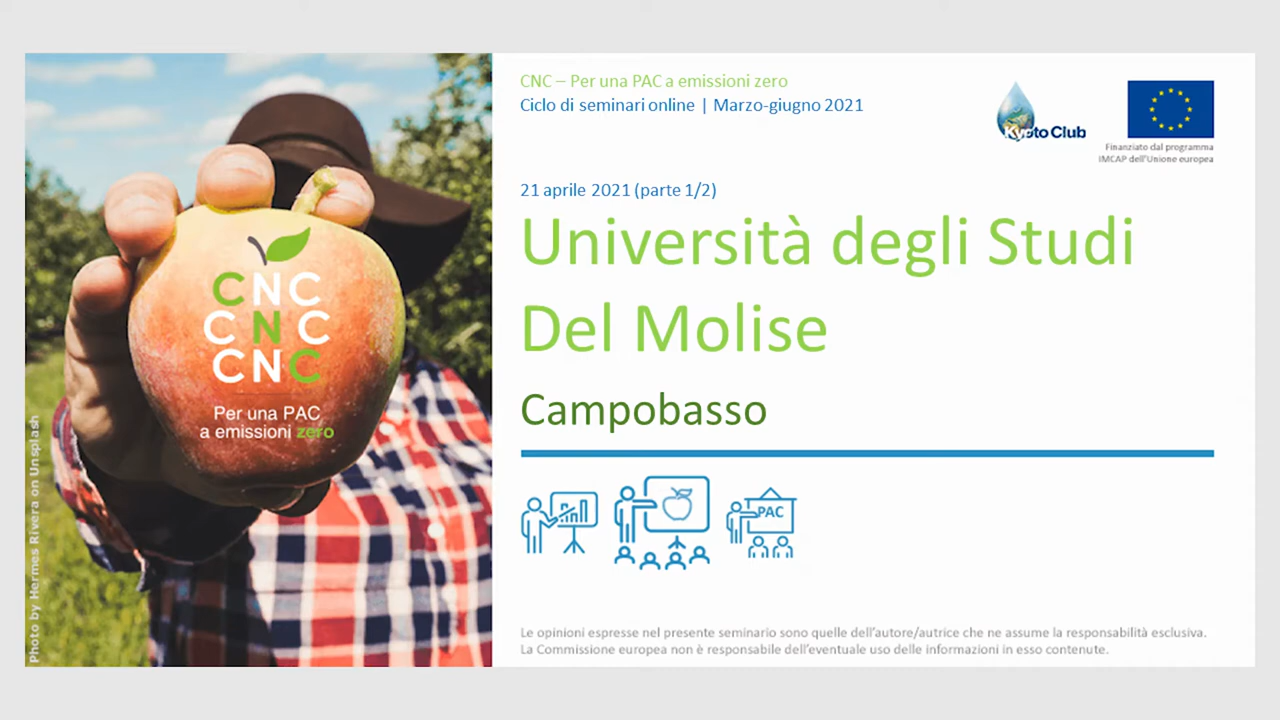 CNC – Per una PAC a emissioni zero
Ciclo di seminari online | Marzo-giugno 2021
Kyoto Club
Finanziato dal programma
IMCAP dell'Unione europea
21 aprile 2021 (parte 1/2)
Università degli Studi
Del Molise
Campobasso
CNC
CNC
CNC
Per una PAC
a emissioni zero
PAC
Photo by Hermes Rivera on Unsplash
Le opinioni espresse nel presente seminario sono quelle dell'autore/autrice che ne assume la responsabilità esclusiva.
La Commissione europea non è responsabile dell'eventuale uso delle informazioni in esso contenute.